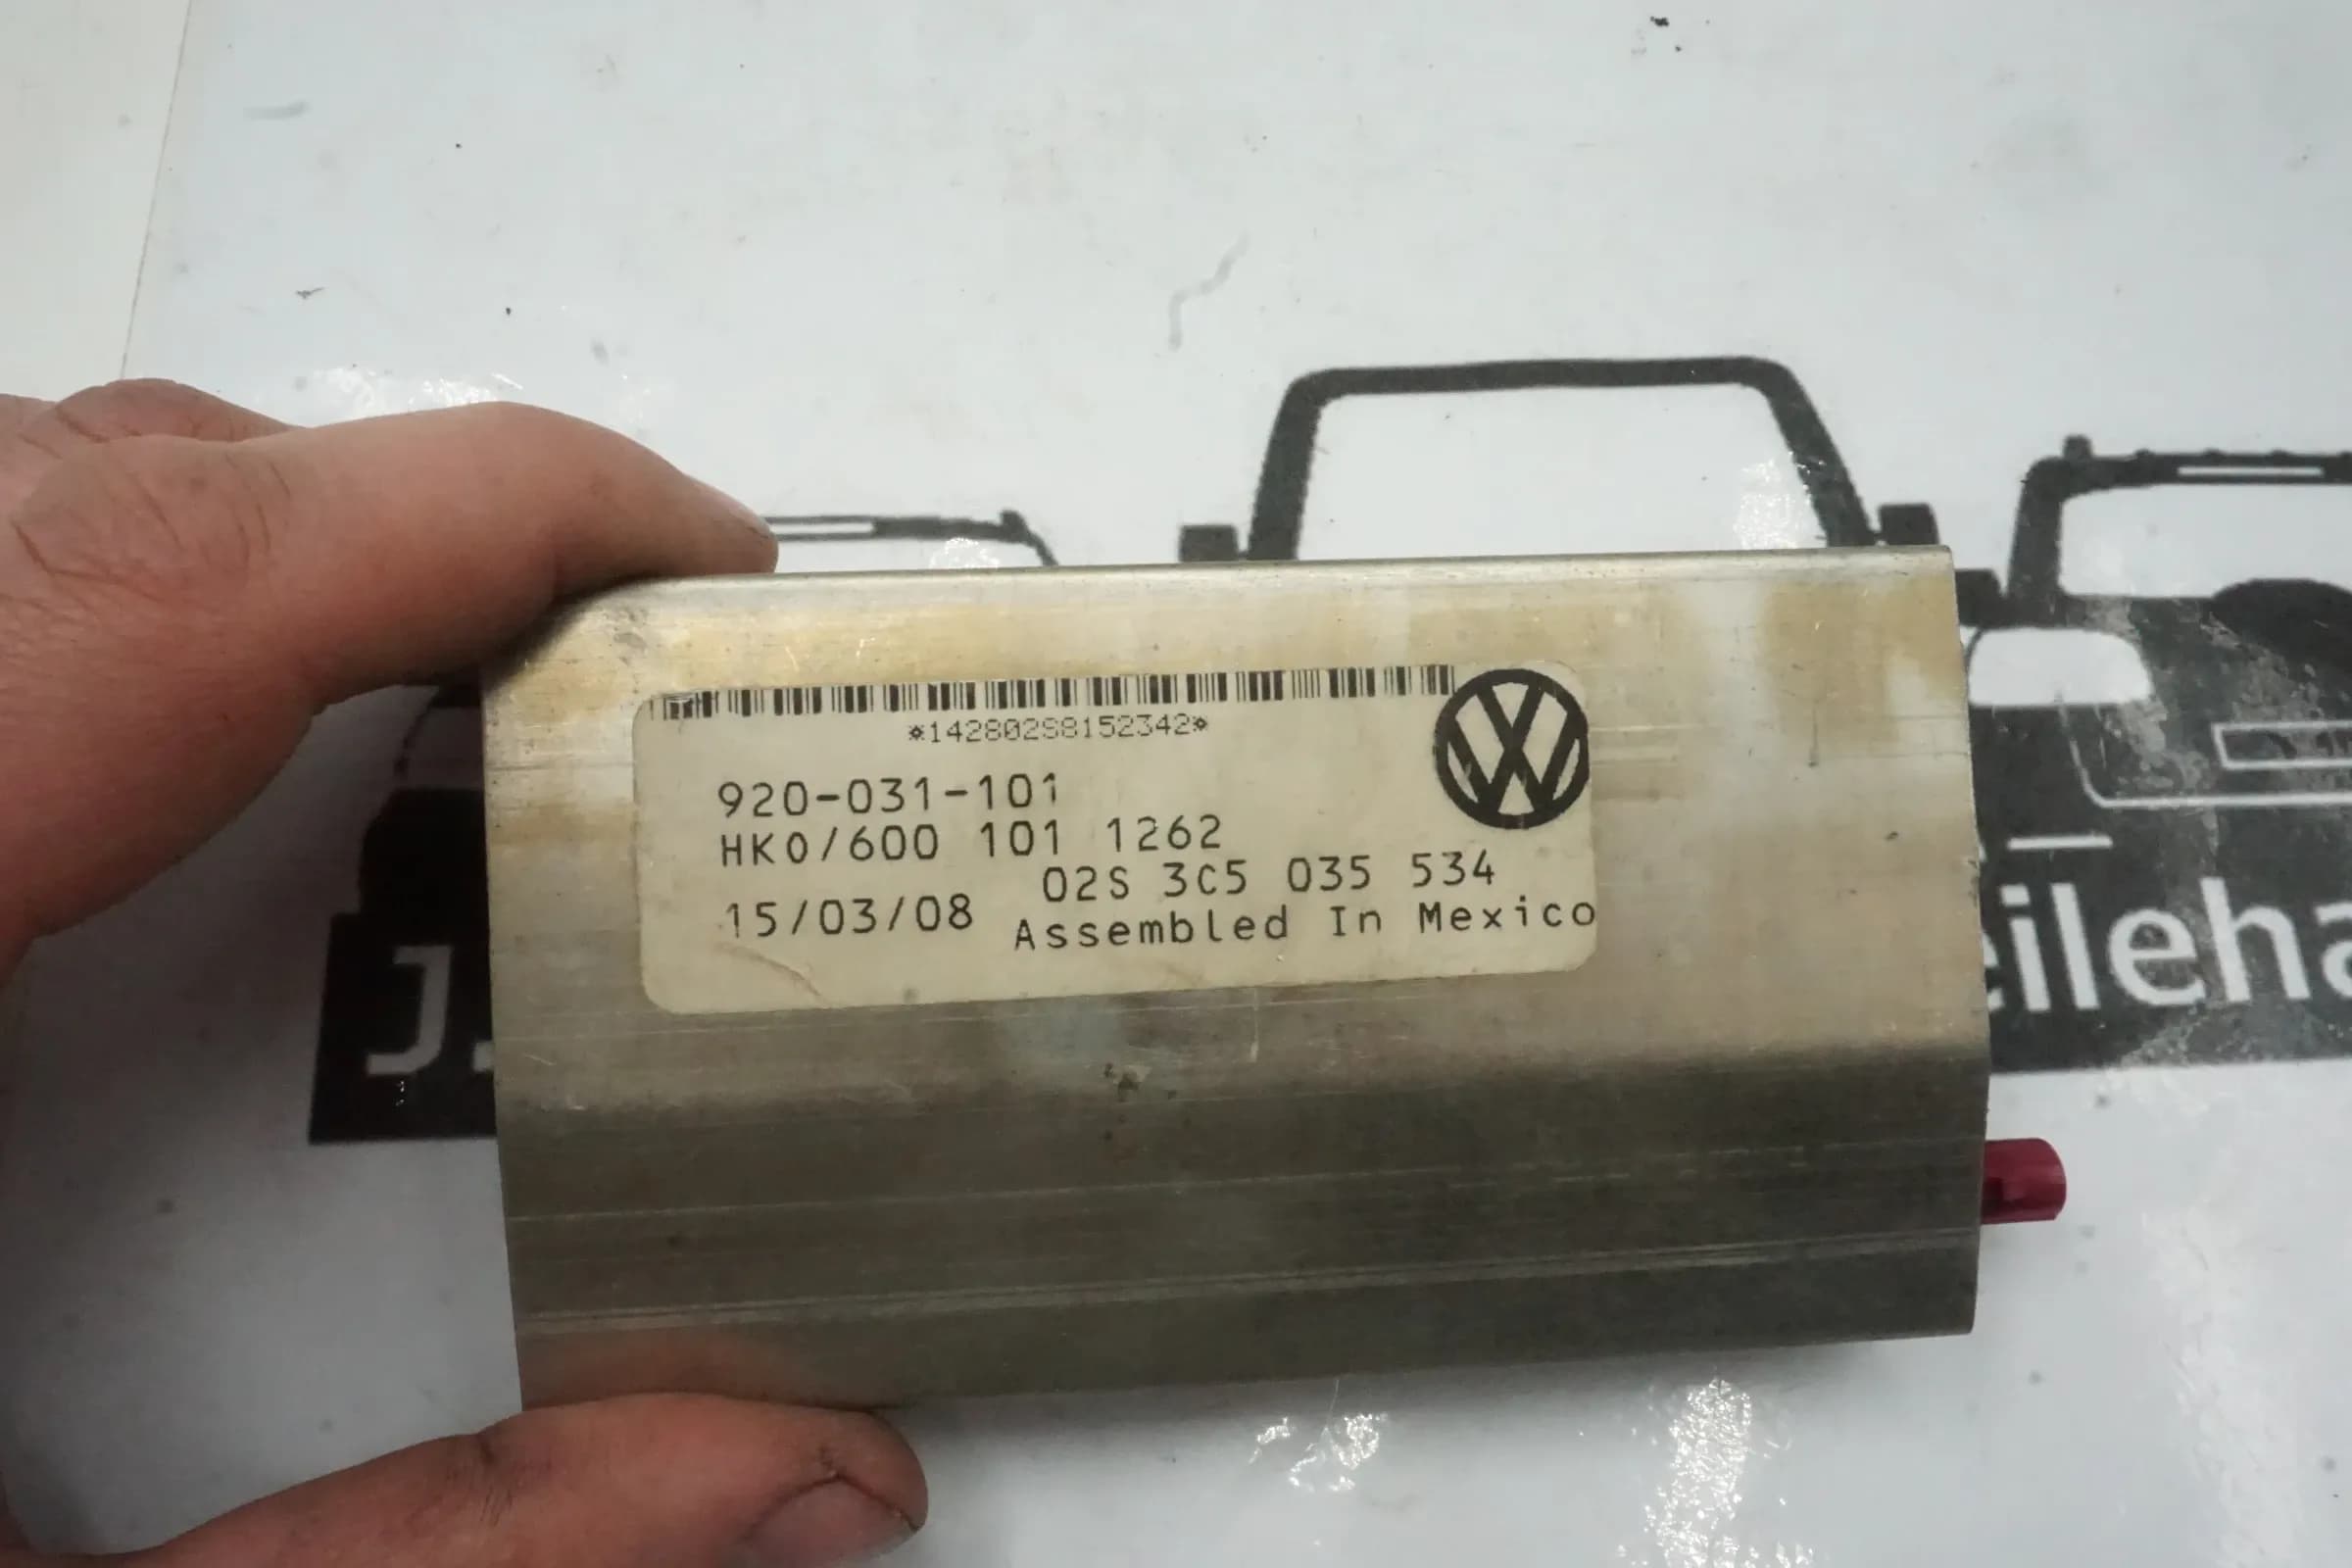 *142802S8152342*
920-031-101
HK0/600 101 1262
02S 3C5 035 534
15/03/08 Assembled In Mexico
J.
eileha